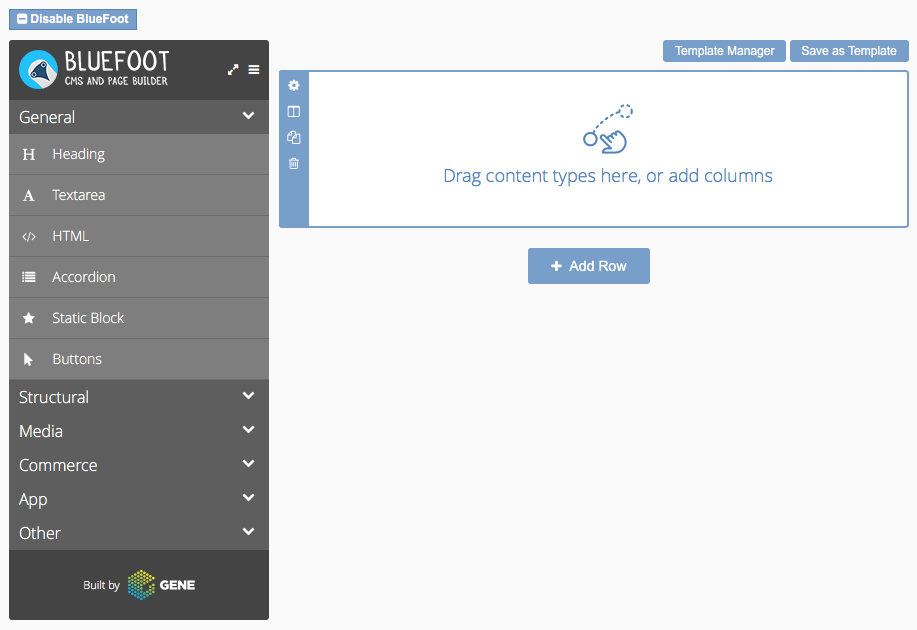 Disable BlueFoot
BLUEFOOT
CMS AND PAGE BUILDER
Template Manager
Save as Template
General
H Heading
A Textarea
</> HTML
Accordion
Static Block
Buttons
Structural
Media
Commerce
App
Other
Built by GENE
Drag content types here, or add columns
Add Row